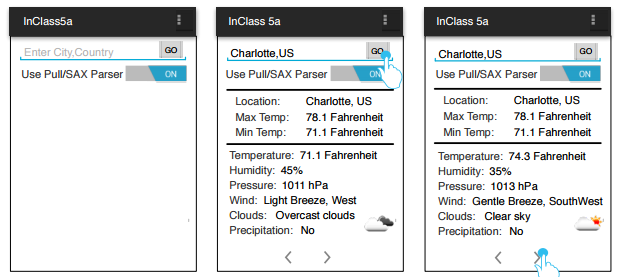 InClass5a
Enter City,Country
GO
Use Pull/SAX Parser
ON
InClass 5a
Charlotte,US
GO
Use Pull/SAX Parser
ON
Location: Charlotte, US
Max Temp: 78.1 Fahrenheit
Min Temp: 71.1 Fahrenheit
Temperature: 71.1 Fahrenheit
Humidity: 45%
Pressure: 1011 hPa
Wind: Light Breeze, West
Clouds: Overcast clouds
Precipitation: No
InClass 5a
Charlotte,US
GO
Use Pull/SAX Parser
ON
Location: Charlotte, US
Max Temp: 78.1 Fahrenheit
Min Temp: 71.1 Fahrenheit
Temperature: 74.3 Fahrenheit
Humidity: 35%
Pressure: 1013 hPa
Wind: Gentle Breeze, SouthWest
Clouds: Clear sky
Precipitation: No